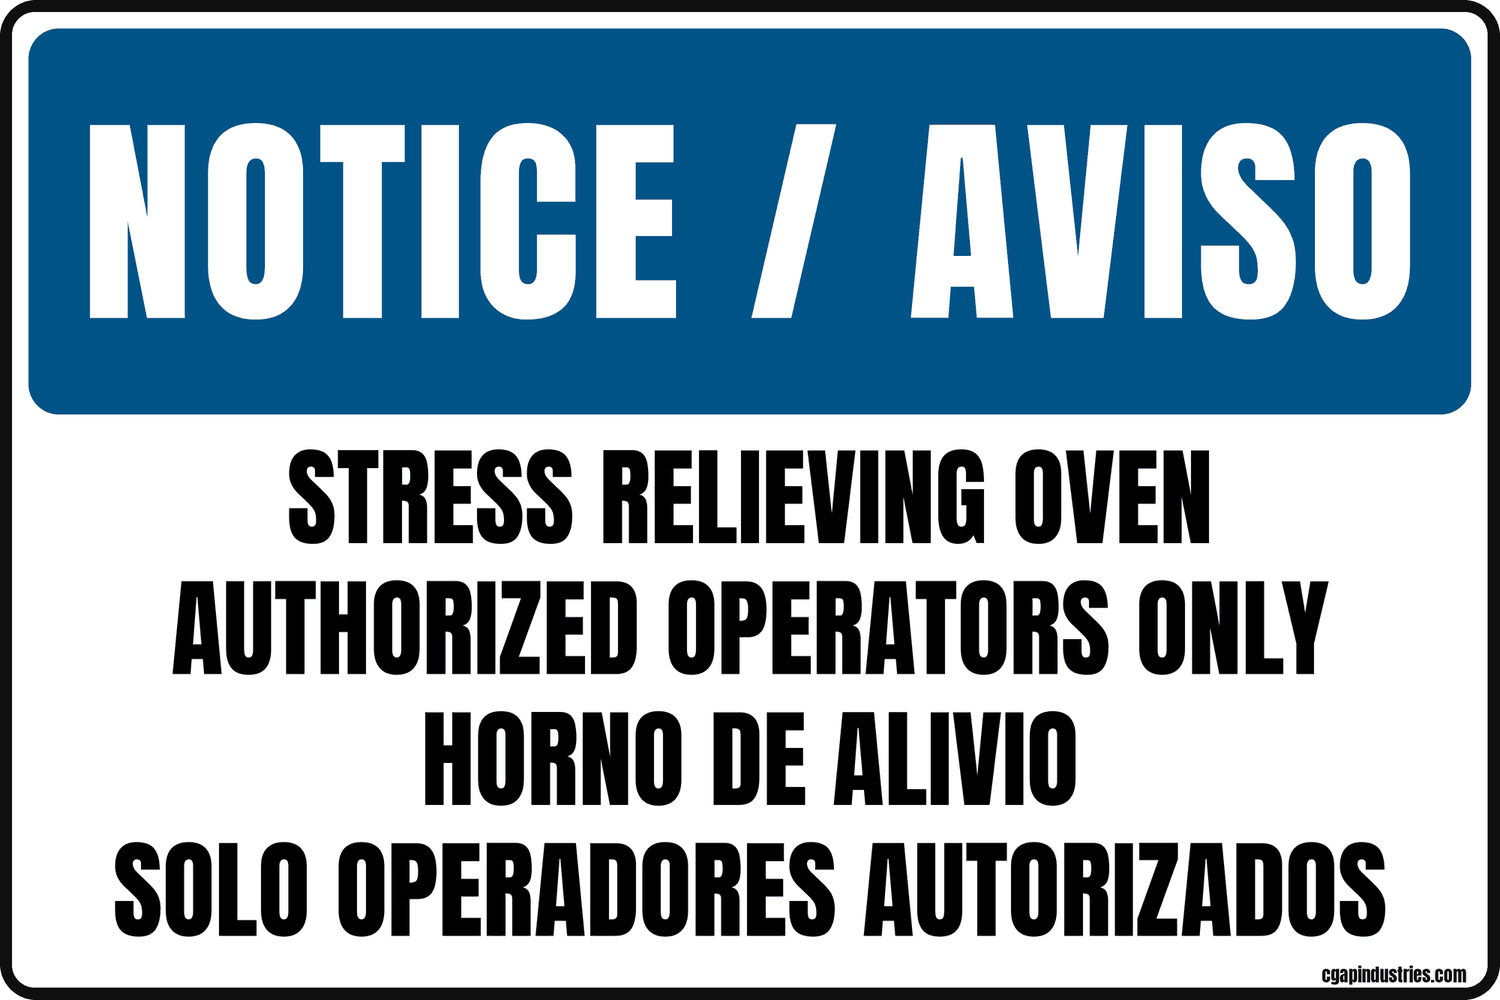 NOTICE / AVISO
STRESS RELIEVING OVEN
AUTHORIZED OPERATORS ONLY
HORNO DE ALIVIO
SOLO OPERADORES AUTORIZADOS
cgapindustries.com